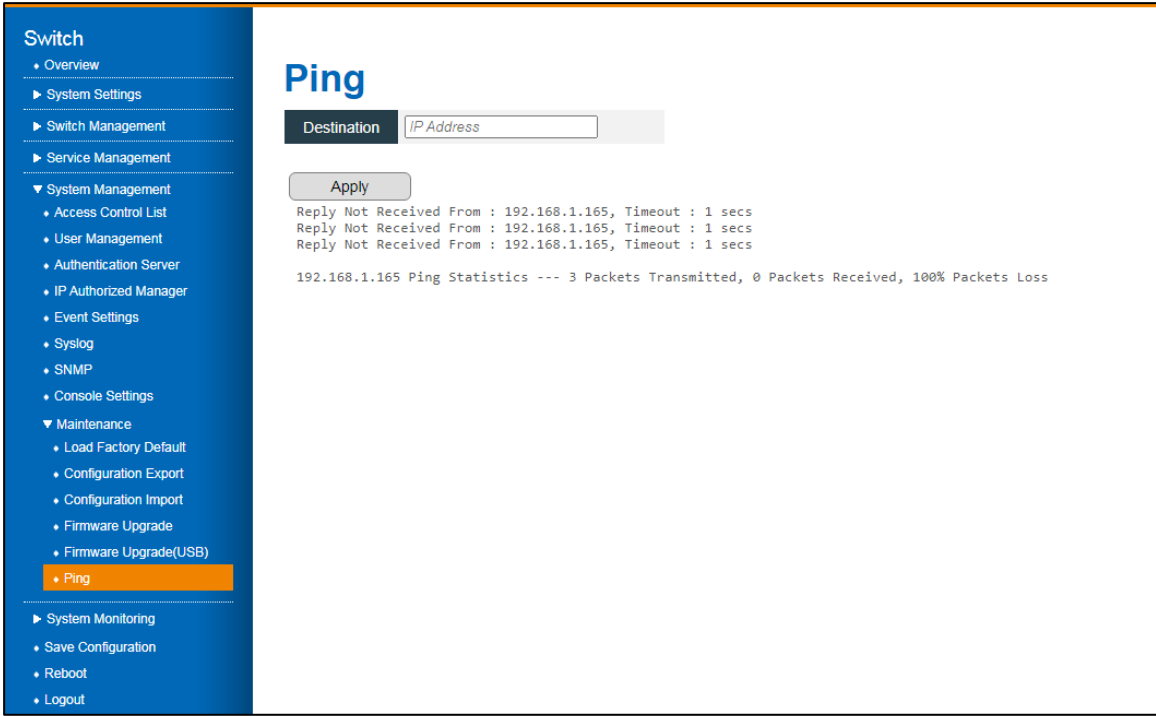 Switch
Overview
System Settings
Switch Management
Service Management
System Management
Access Control List
User Management
Authentication Server
IP Authorized Manager
Event Settings
Syslog
SNMP
Console Settings
Maintenance
Load Factory Default
Configuration Export
Configuration Import
Firmware Upgrade
Firmware Upgrade(USB)
Ping
System Monitoring
Save Configuration
Reboot
Logout
Ping
Destination IP Address
Apply
Reply Not Received From : 192.168.1.165, Timeout : 1 secs
Reply Not Received From : 192.168.1.165, Timeout : 1 secs
Reply Not Received From : 192.168.1.165, Timeout : 1 secs
192.168.1.165 Ping Statistics --- 3 Packets Transmitted, 0 Packets Received, 100% Packets Loss